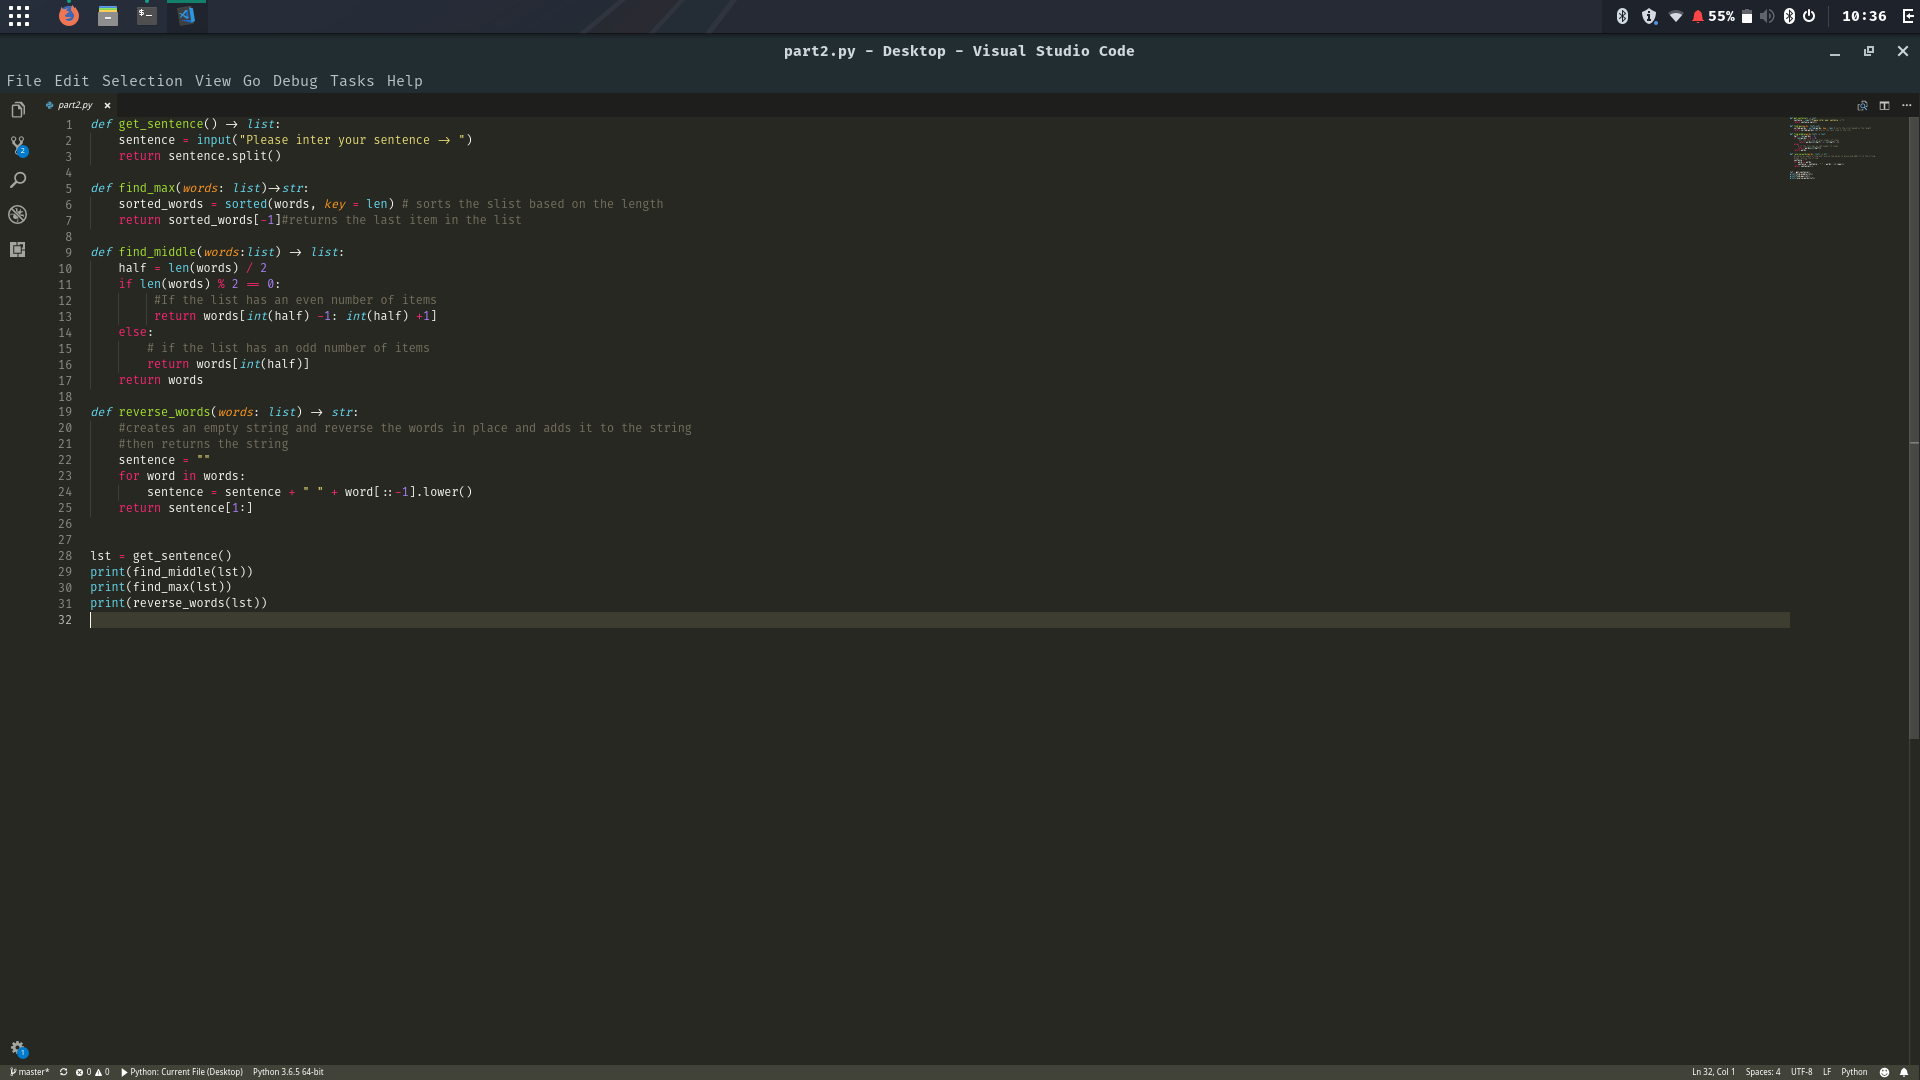 55% 10:36
part2.py - Desktop - Visual Studio Code
File Edit Selection View Go Debug Tasks Help
part2.py
1 def get_sentence() -> list:
2 sentence = input("Please inter your sentence -> ")
3 return sentence.split()
4
5 def find_max(words: list)->str:
6 sorted_words = sorted(words, key = len) # sorts the slist based on the length
7 return sorted_words[-1]#returns the last item in the list
8
9 def find_middle(words:list) -> list:
10 half = len(words) / 2
11 if len(words) % 2 == 0:
12 #If the list has an even number of items
13 return words[int(half) -1: int(half) +1]
14 else:
15 # if the list has an odd number of items
16 return words[int(half)]
17 return words
18
19 def reverse_words(words: list) -> str:
20 #creates an empty string and reverse the words in place and adds it to the string
21 #then returns the string
22 sentence = ""
23 for word in words:
24 sentence = sentence + " " + word[::-1].lower()
25 return sentence[1:]
26
27
28 lst = get_sentence()
29 print(find_middle(lst))
30 print(find_max(lst))
31 print(reverse_words(lst))
32
2
1
master* 0 0 Python: Current File (Desktop) Python 3.6.5 64-bit Ln 32, Col 1 Spaces: 4 UTF-8 LF Python